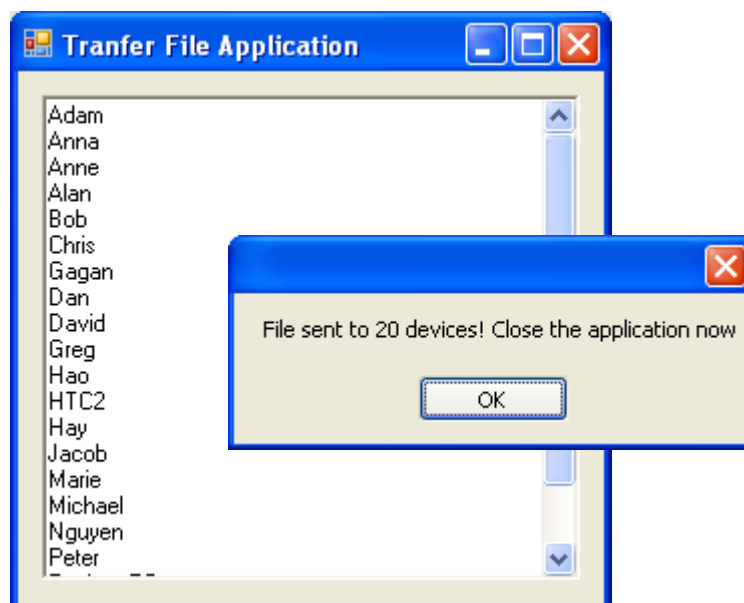 Tranfer File Application
Adam
Anna
Anne
Alan
Bob
Chris
Gagan
Dan
David
Greg
Hao
HTC2
Hay
Jacob
Marie
Michael
Nguyen
Peter
File sent to 20 devices! Close the application now
OK